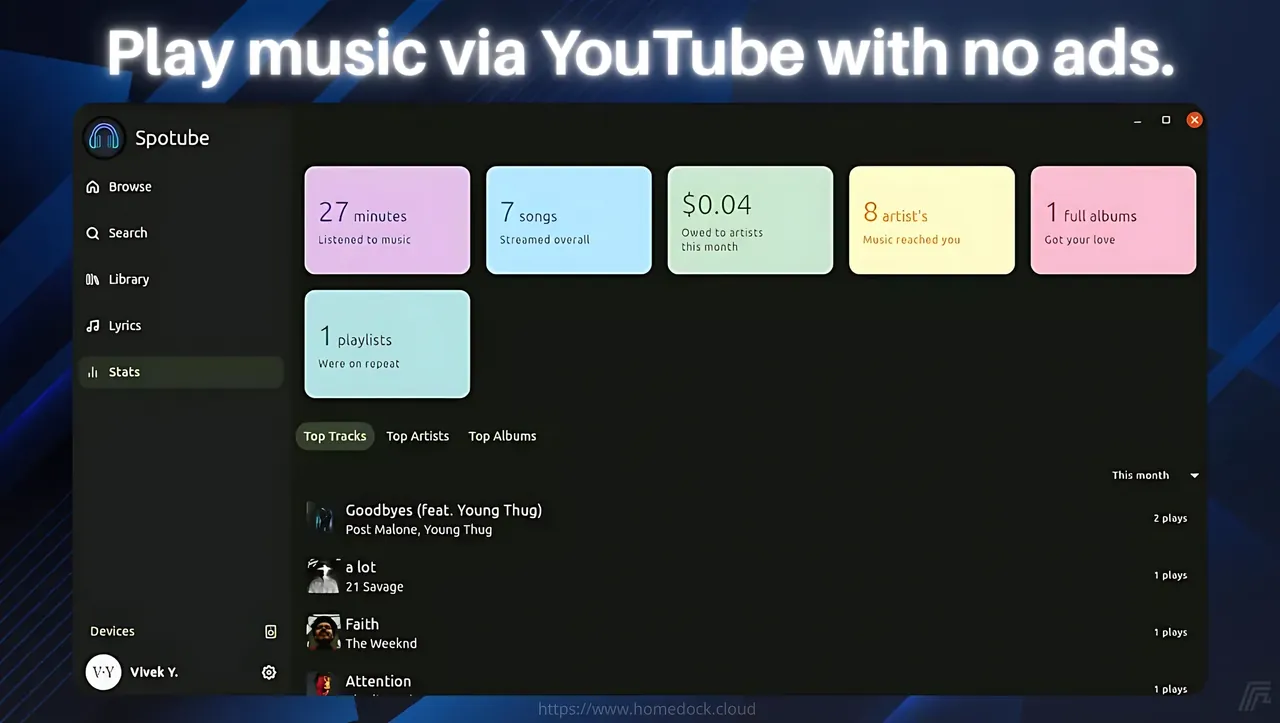 Play music via YouTube with no ads.
Spotube
Browse
Search
Library
Lyrics
Stats
27 minutes
Listened to music
7 songs
Streamed overall
$0.04
Owed to artists
this month
8 artist's
Music reached you
1 full albums
Got your love
1 playlists
Were on repeat
Top Tracks Top Artists Top Albums
This month
Goodbyes (feat. Young Thug)
Post Malone, Young Thug
2 plays
a lot
21 Savage
1 plays
Faith
The Weeknd
1 plays
Attention
1 plays
Devices
V·Y
Vivek Y.
https://www.homedock.cloud